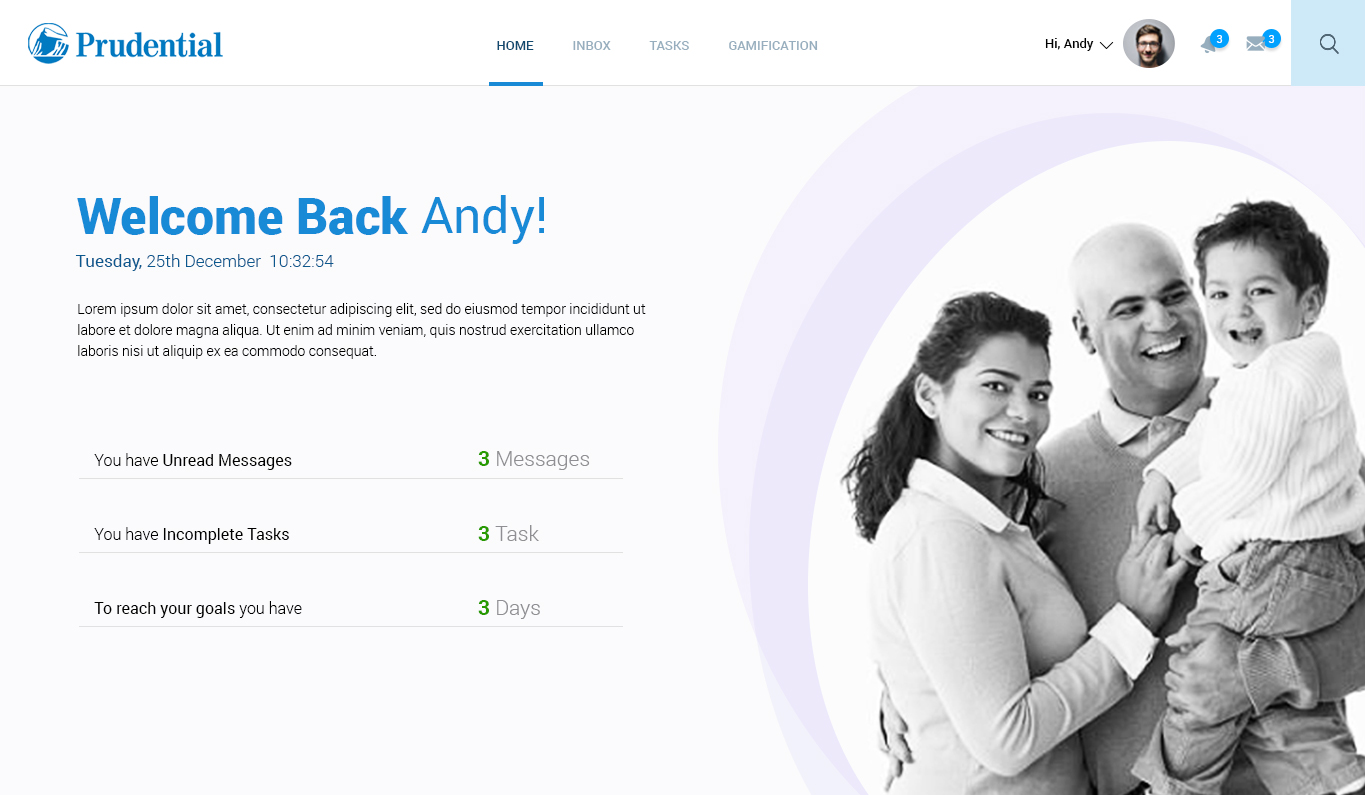 Prudential
HOME INBOX TASKS GAMIFICATION
Hi, Andy
3
3
Welcome Back Andy!
Tuesday, 25th December 10:32:54
Lorem ipsum dolor sit amet, consectetur adipiscing elit, sed do eiusmod tempor incididunt ut
labore et dolore magna aliqua. Ut enim ad minim veniam, quis nostrud exercitation ullamco
laboris nisi ut aliquip ex ea commodo consequat.
You have Unread Messages 3 Messages
You have Incomplete Tasks 3 Task
To reach your goals you have 3 Days